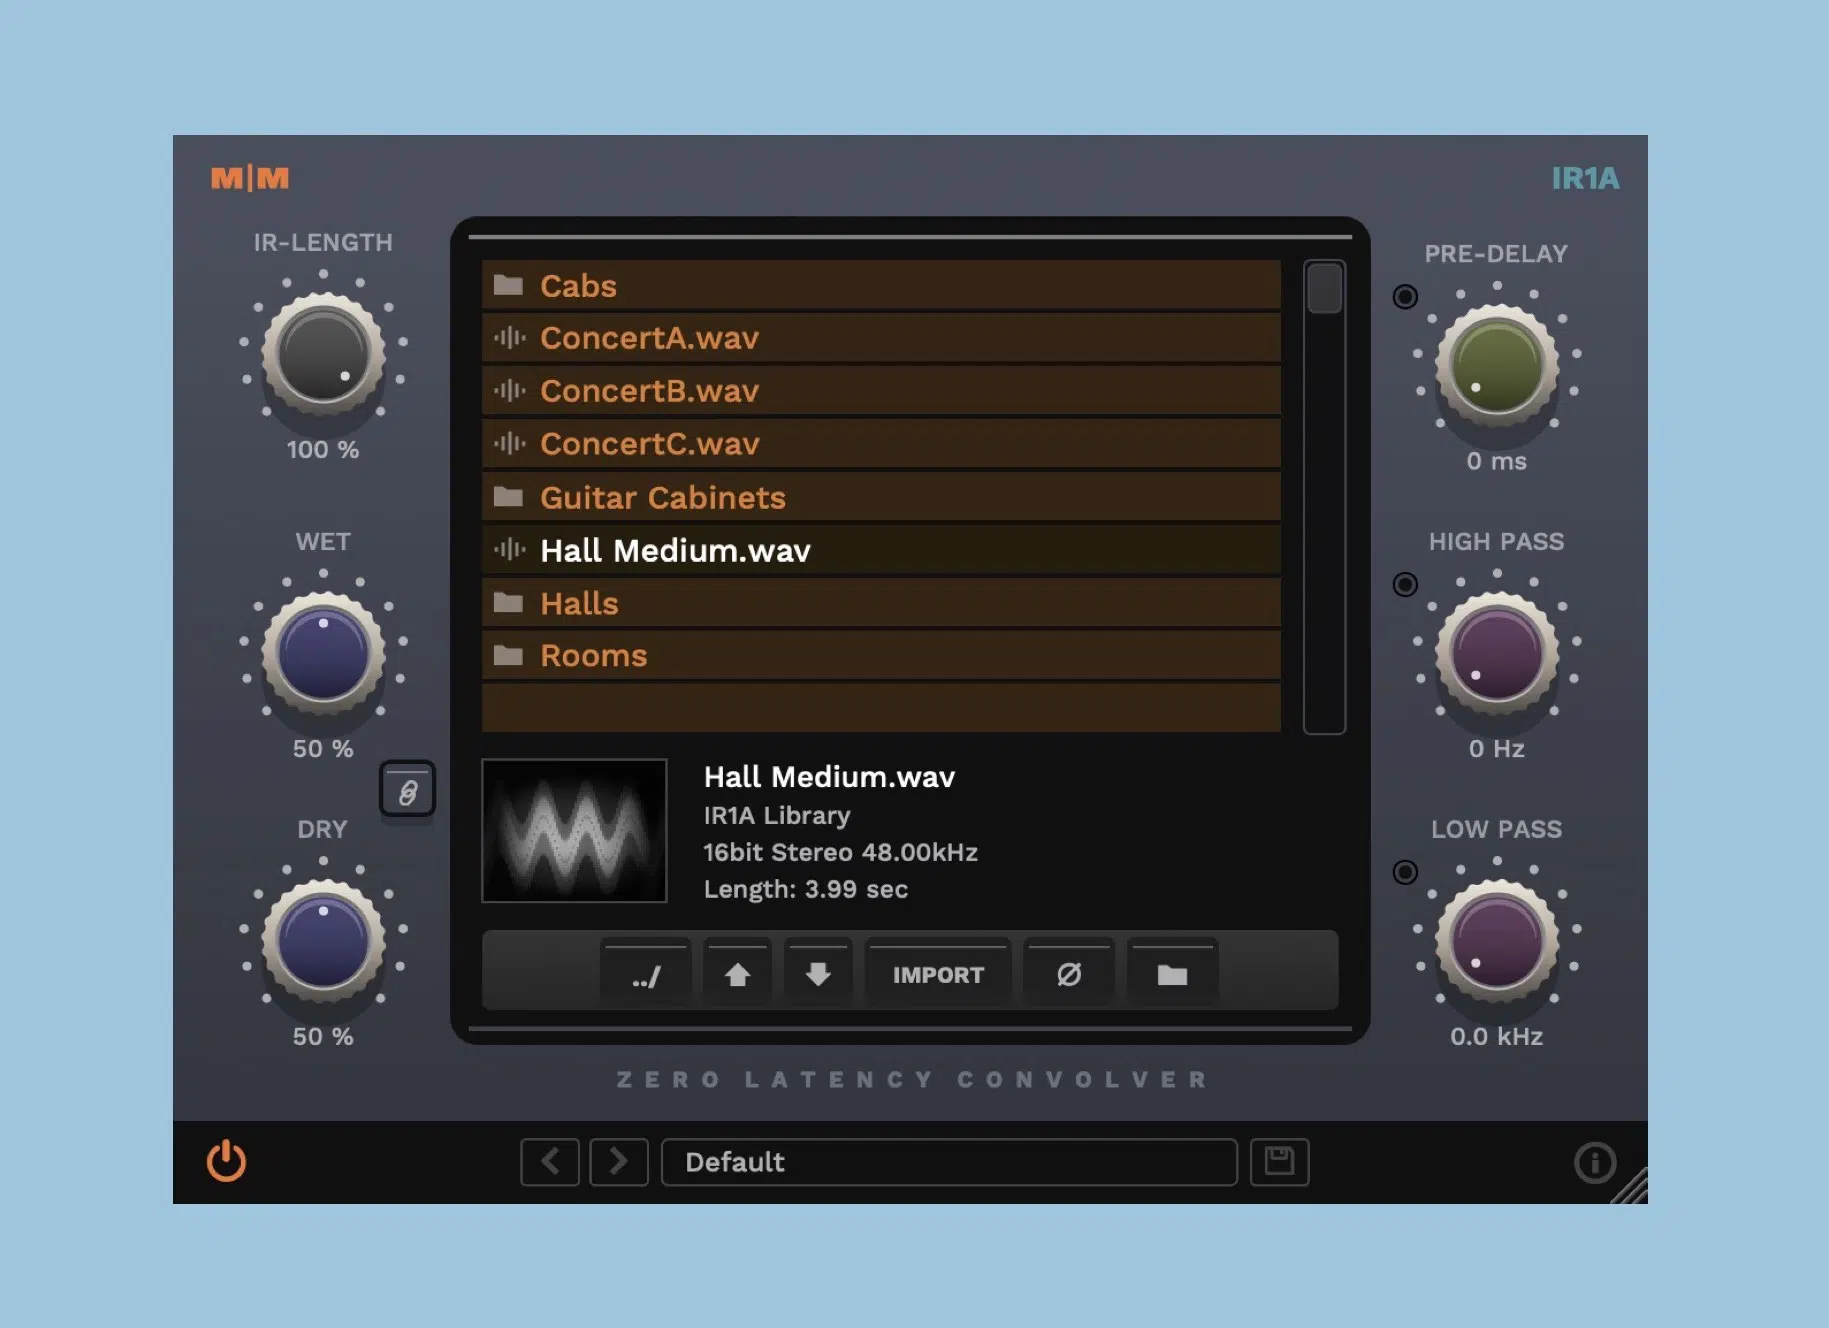 M|M
IR1A
IR-LENGTH
100 %
WET
50 %
DRY
50 %
Cabs
ConcertA.wav
ConcertB.wav
ConcertC.wav
Guitar Cabinets
Hall Medium.wav
Halls
Rooms
Hall Medium.wav
IR1A Library
16bit Stereo 48.00kHz
Length: 3.99 sec
../
IMPORT
PRE-DELAY
0 ms
HIGH PASS
0 Hz
LOW PASS
0.0 kHz
ZERO LATENCY CONVOLVER
Default